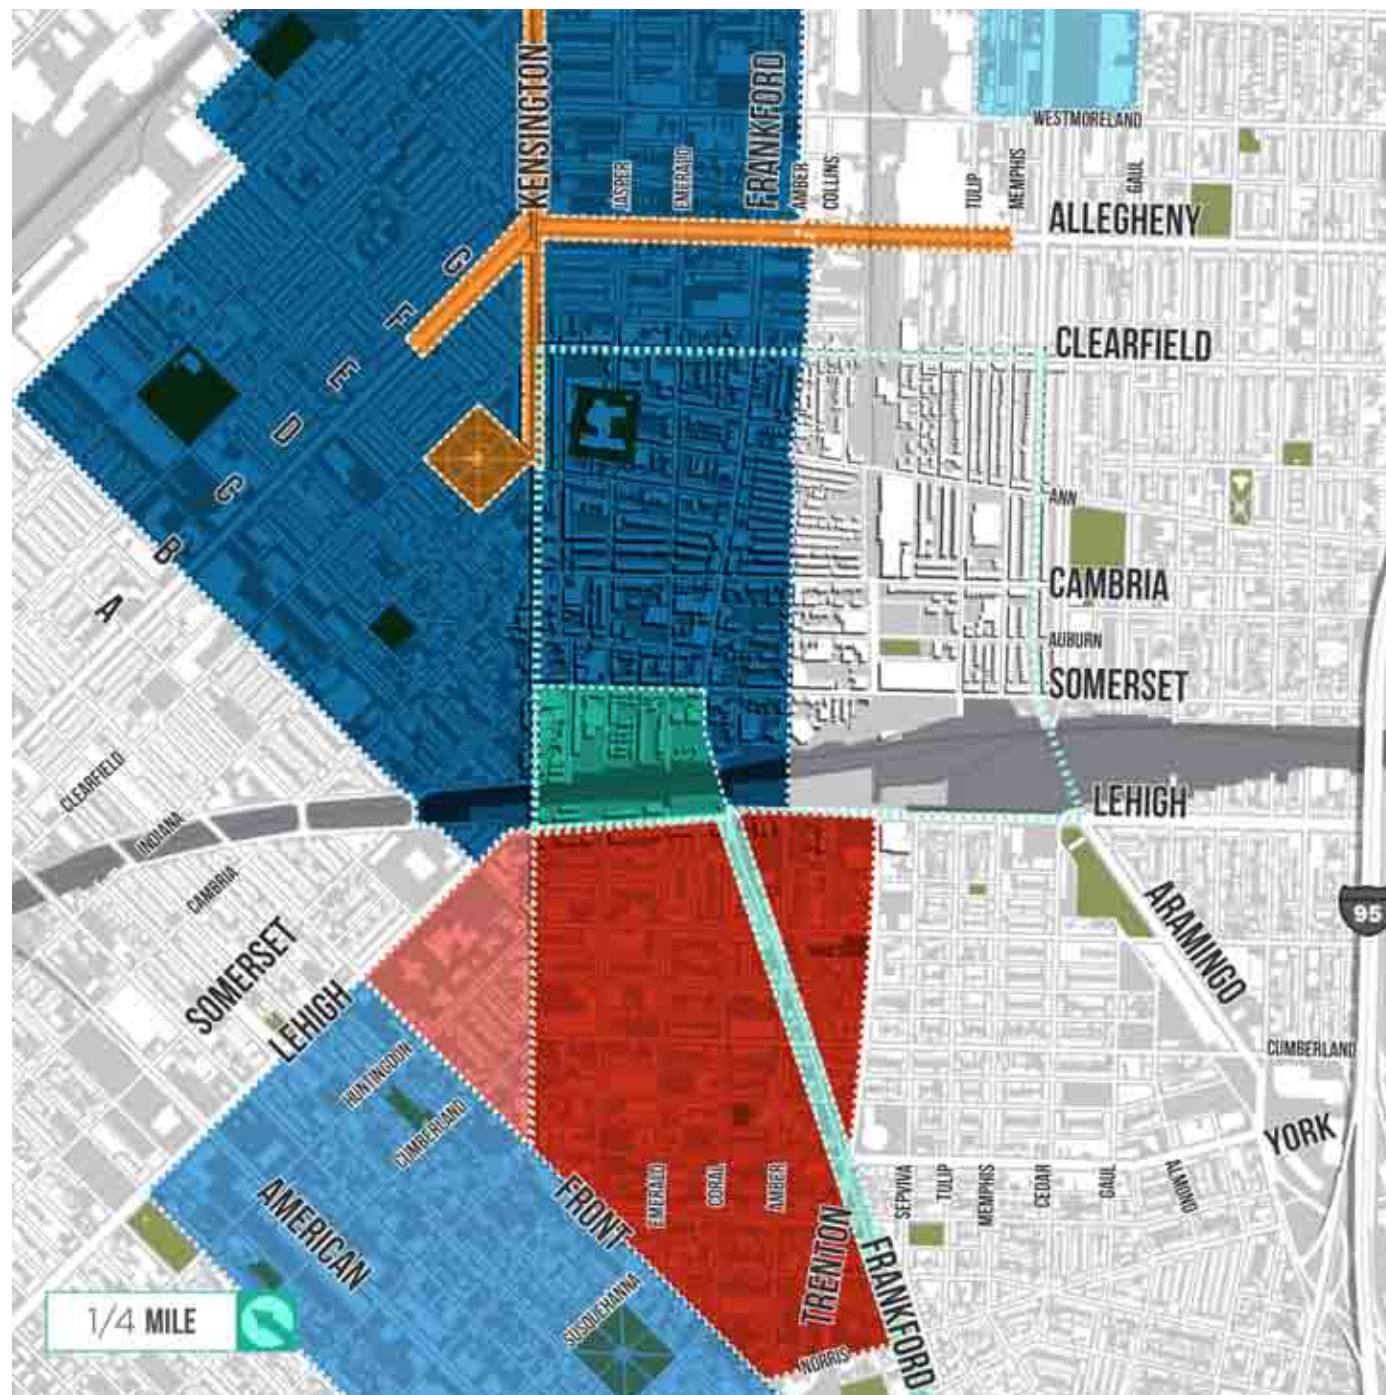 KENSINGTON
FRANKFORD
WESTMORELAND
JASPER
EMERALD
AMBER
COLLINS
TULIP
MEMPHIS
GAUL
ALLEGHENY
G
F
E
D
C
B
A
CLEARFIELD
ANN
CAMBRIA
AUBURN
SOMERSET
LEHIGH
CLEARFIELD
INDIANA
CAMBRIA
SOMERSET
LEHIGH
ARAMINGO
95
HUNTINGDON
CUMBERLAND
CUMBERLAND
YORK
AMERICAN
FRONT
EMERALD
CORAL
AMBER
TRENTON
FRANKFORD
SEPVIVA
TULIP
MEMPHIS
CEDAR
GAUL
ALMOND
SUSQUEHANNA
NORRIS
1/4 MILE